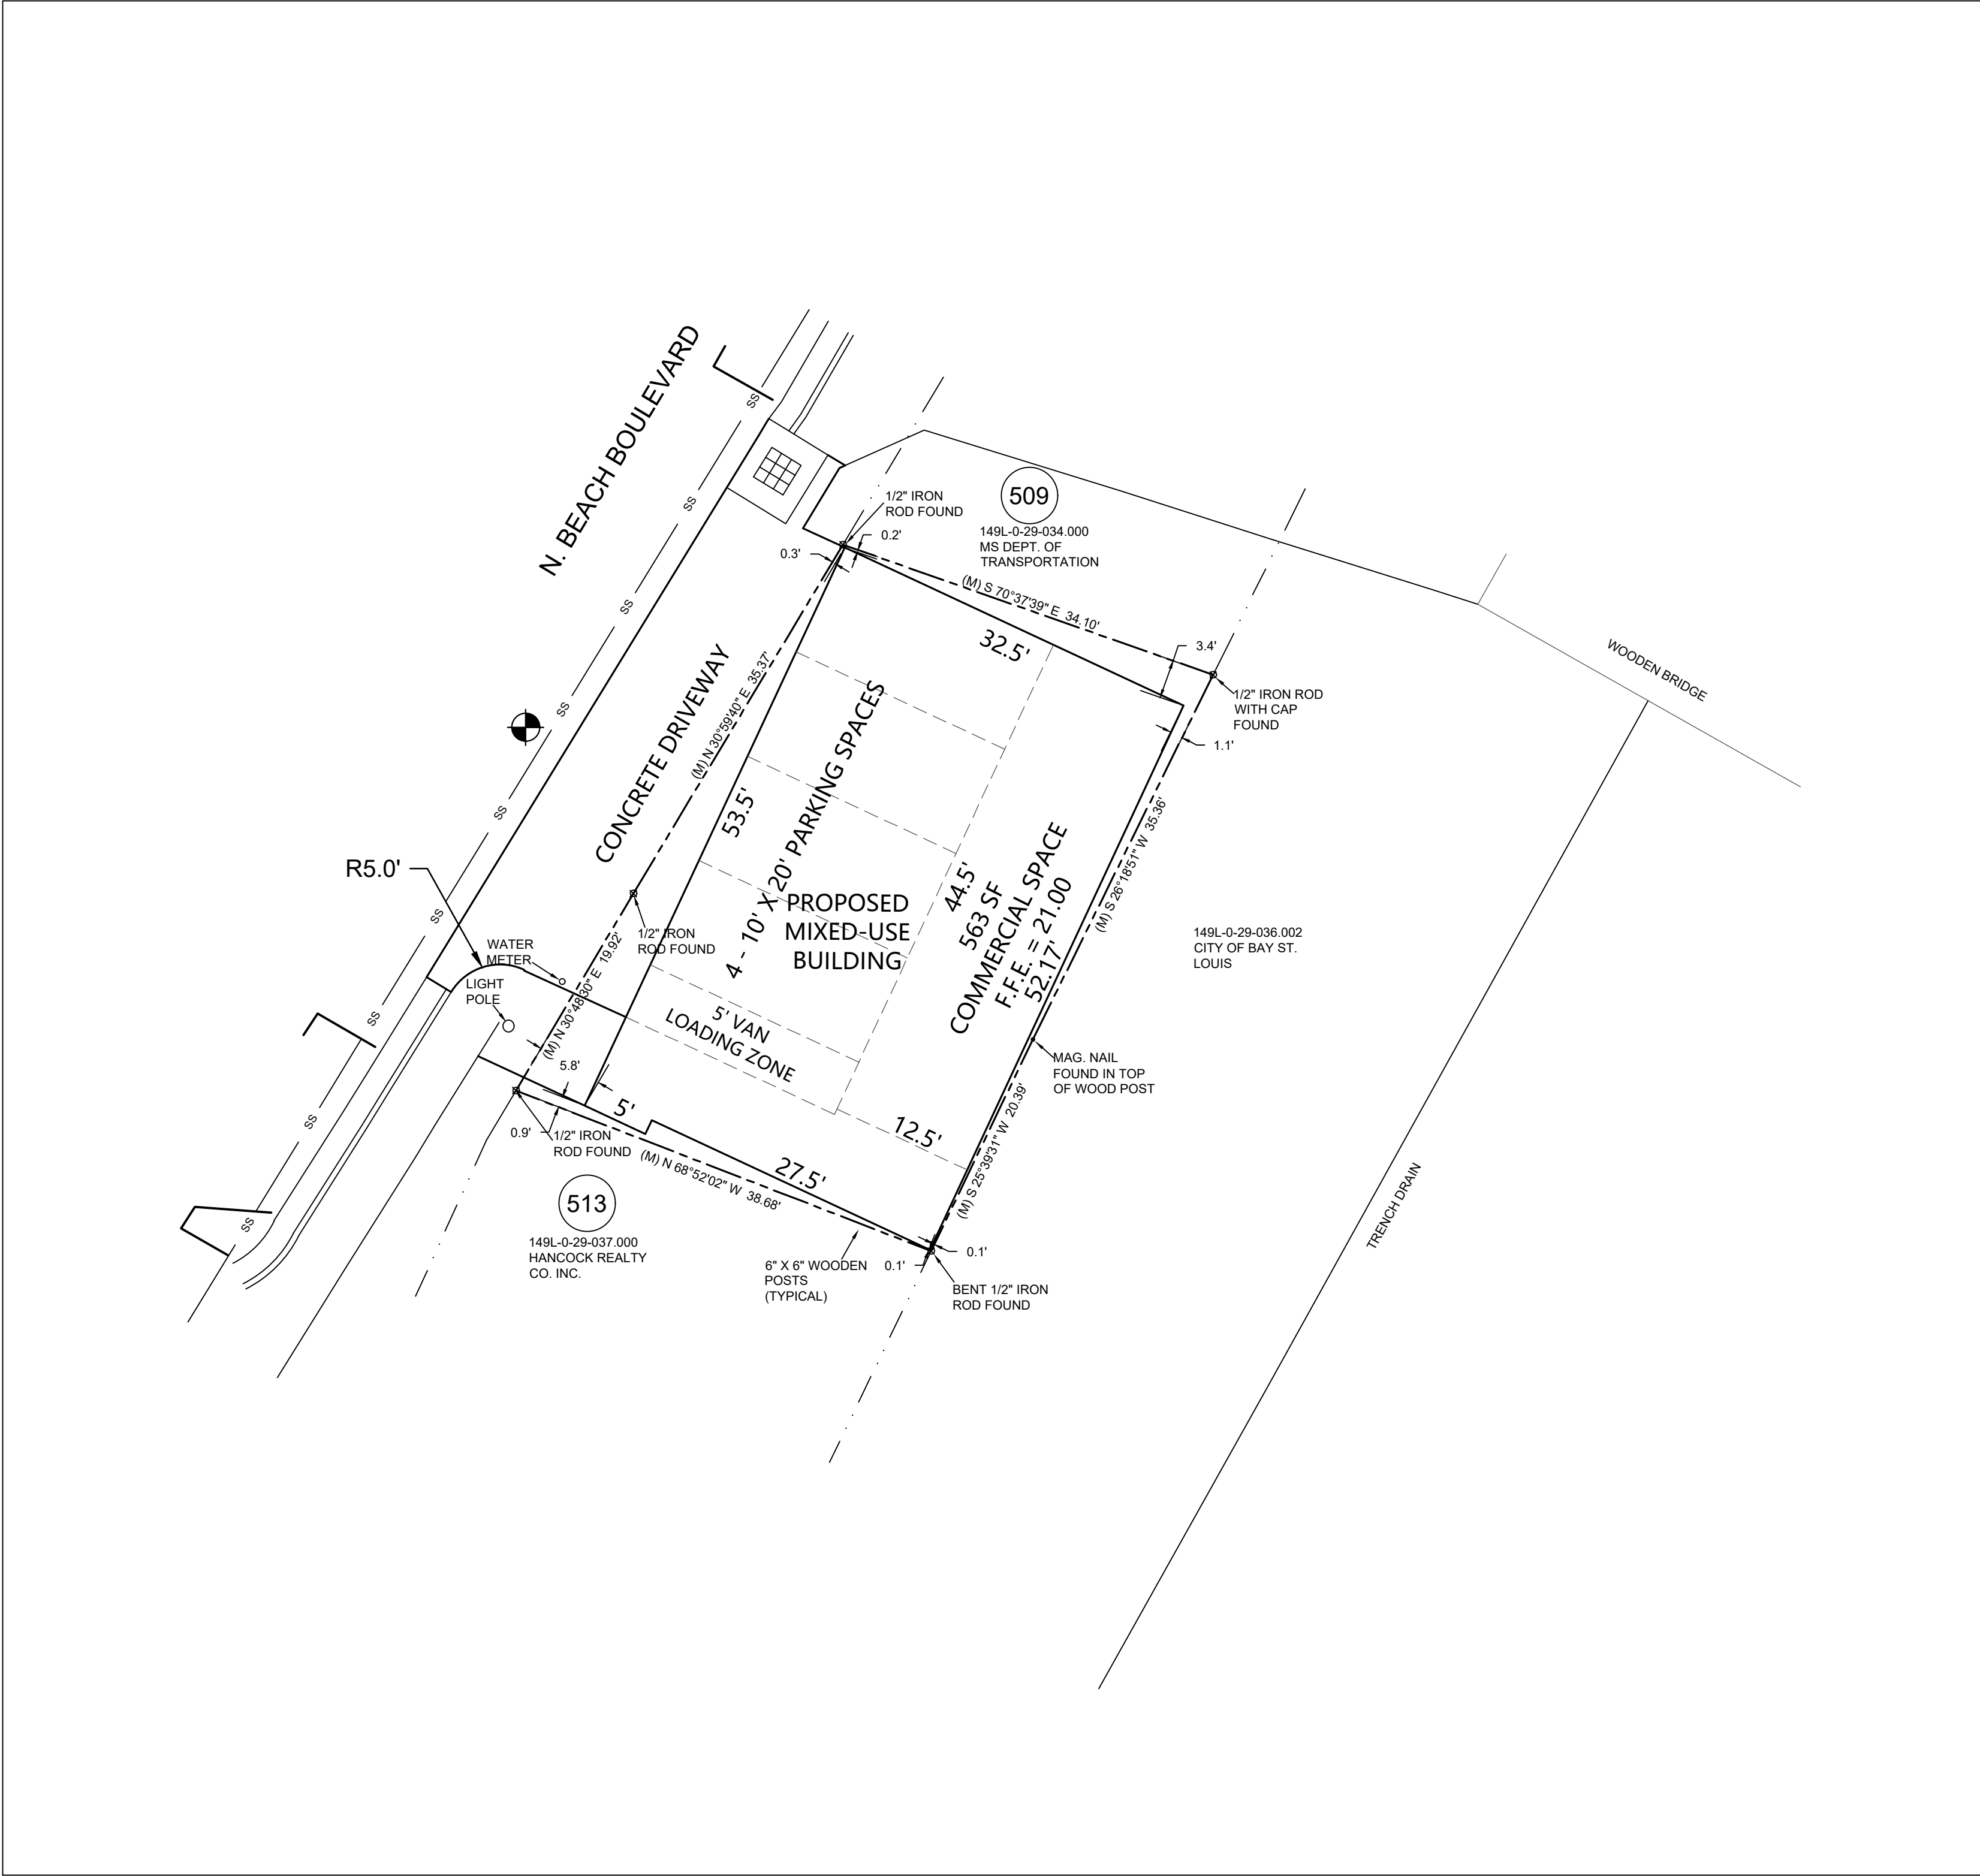 N. BEACH BOULEVARD
SS
SS
SS
SS
SS
SS
SS
SS
SS
1/2" IRON
ROD FOUND
509
149L-0-29-034.000
MS DEPT. OF
TRANSPORTATION
0.2'
0.3'
(M) S 70°37'39" E 34.10'
32.5'
3.4'
WOODEN BRIDGE
1/2" IRON ROD
WITH CAP
FOUND
1.1'
CONCRETE DRIVEWAY
(M) N 30°59'40" E 35.37'
53.5'
4 - 10' X 20' PARKING SPACES
PROPOSED
MIXED-USE
BUILDING
44.5'
563 SF
COMMERCIAL SPACE
F.F.E. = 21.00
52.17'
(M) S 26°18'51" W 35.36'
R5.0'
149L-0-29-036.002
CITY OF BAY ST.
LOUIS
1/2" IRON
ROD FOUND
WATER
METER
LIGHT
POLE
(M) N 30°48'30" E 19.92'
5' VAN
LOADING ZONE
MAG. NAIL
FOUND IN TOP
OF WOOD POST
5.8'
5'
12.5'
(M) S 25°39'31" W 20.39'
0.9'
1/2" IRON
ROD FOUND
(M) N 68°52'02" W 38.68'
27.5'
513
149L-0-29-037.000
HANCOCK REALTY
CO. INC.
6" X 6" WOODEN
POSTS
(TYPICAL)
0.1'
0.1'
BENT 1/2" IRON
ROD FOUND
TRENCH DRAIN